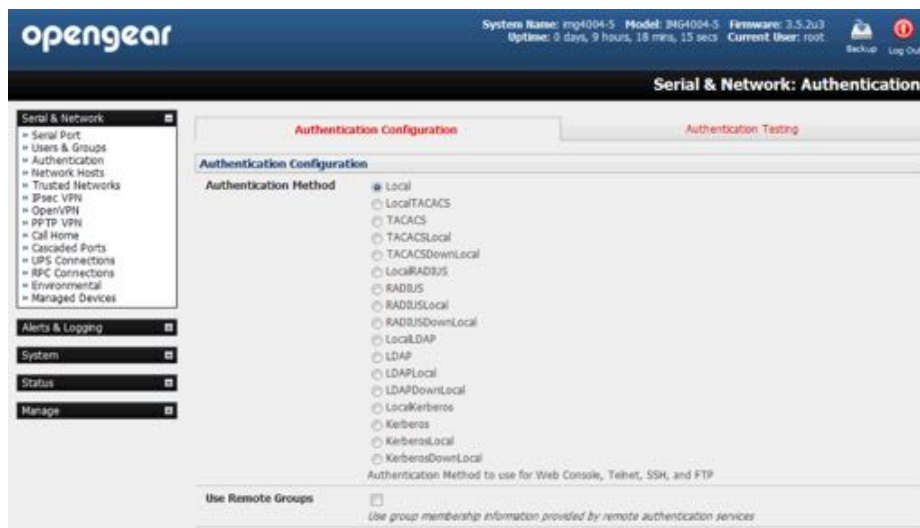 opengear
System Name: img4004-5 Model: IMG4004-5 Firmware: 3.5.2u3
Uptime: 0 days, 9 hours, 18 mins, 15 secs Current User: root
Backup
Log Out
Serial & Network: Authentication
Serial & Network
» Serial Port
» Users & Groups
» Authentication
» Network Hosts
» Trusted Networks
» IPsec VPN
» OpenVPN
» PPTP VPN
» Call Home
» Cascaded Ports
» UPS Connections
» RPC Connections
» Environmental
» Managed Devices
Alerts & Logging
System
Status
Manage
Authentication Configuration
Authentication Testing
Authentication Configuration
Authentication Method
Local
LocalTACACS
TACACS
TACACSLocal
TACACSDownLocal
LocalRADIUS
RADIUS
RADIUSLocal
RADIUSDownLocal
LocalLDAP
LDAP
LDAPLocal
LDAPDownLocal
LocalKerberos
Kerberos
KerberosLocal
KerberosDownLocal
Authentication Method to use for Web Console, Telnet, SSH, and FTP
Use Remote Groups
Use group membership information provided by remote authentication services